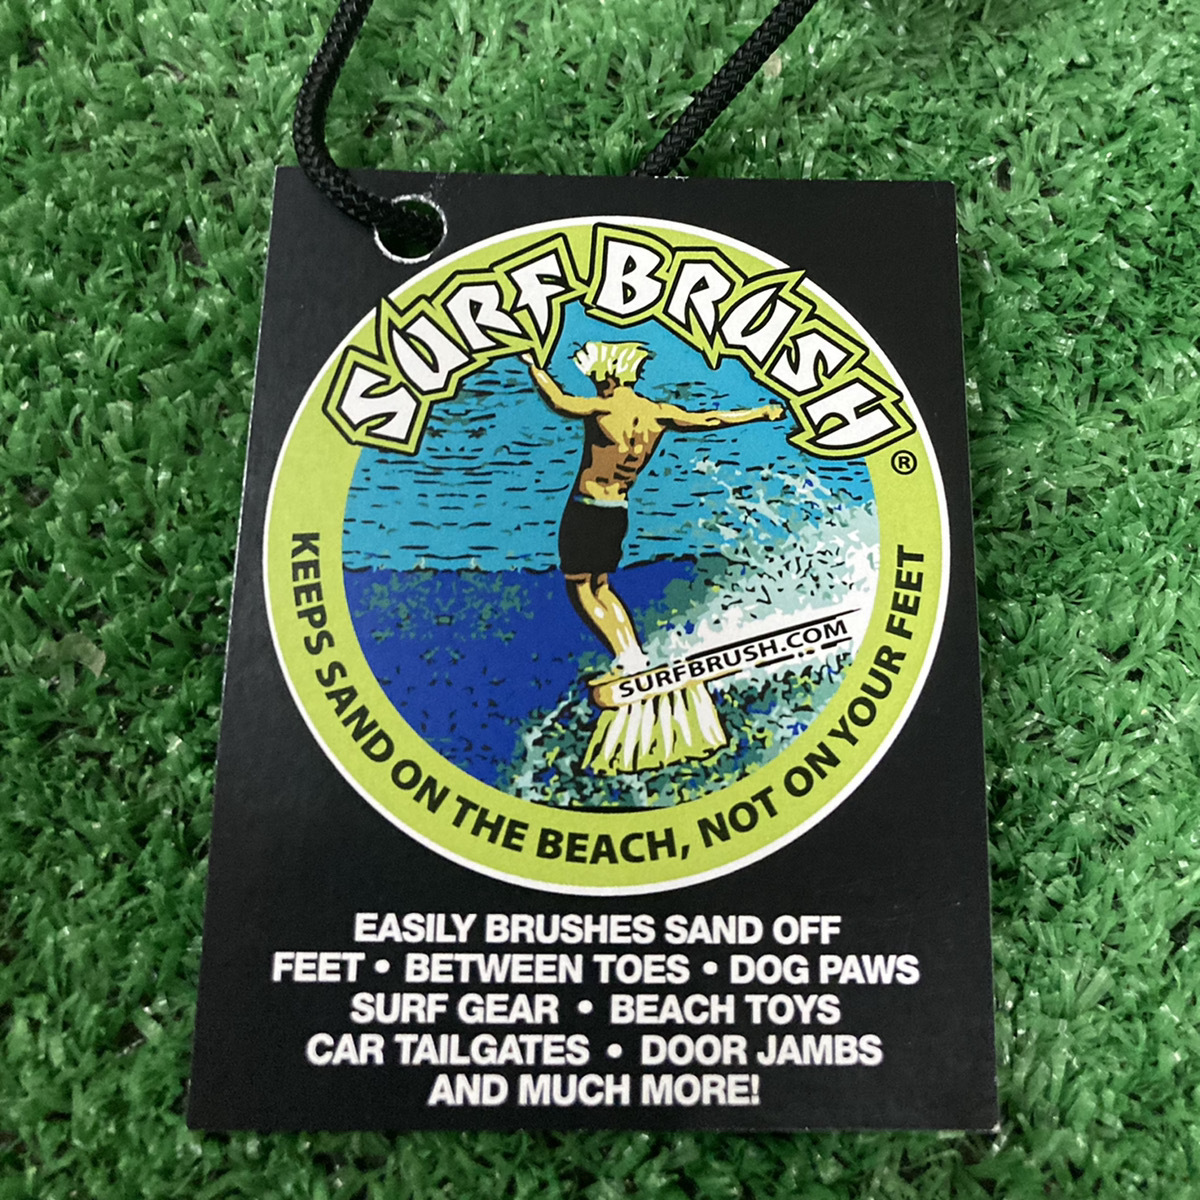 SURF BRUSH
®
KEEPS SAND ON THE BEACH, NOT ON YOUR FEET
SURFBRUSH.COM
EASILY BRUSHES SAND OFF
FEET • BETWEEN TOES • DOG PAWS
SURF GEAR • BEACH TOYS
CAR TAILGATES • DOOR JAMBS
AND MUCH MORE!